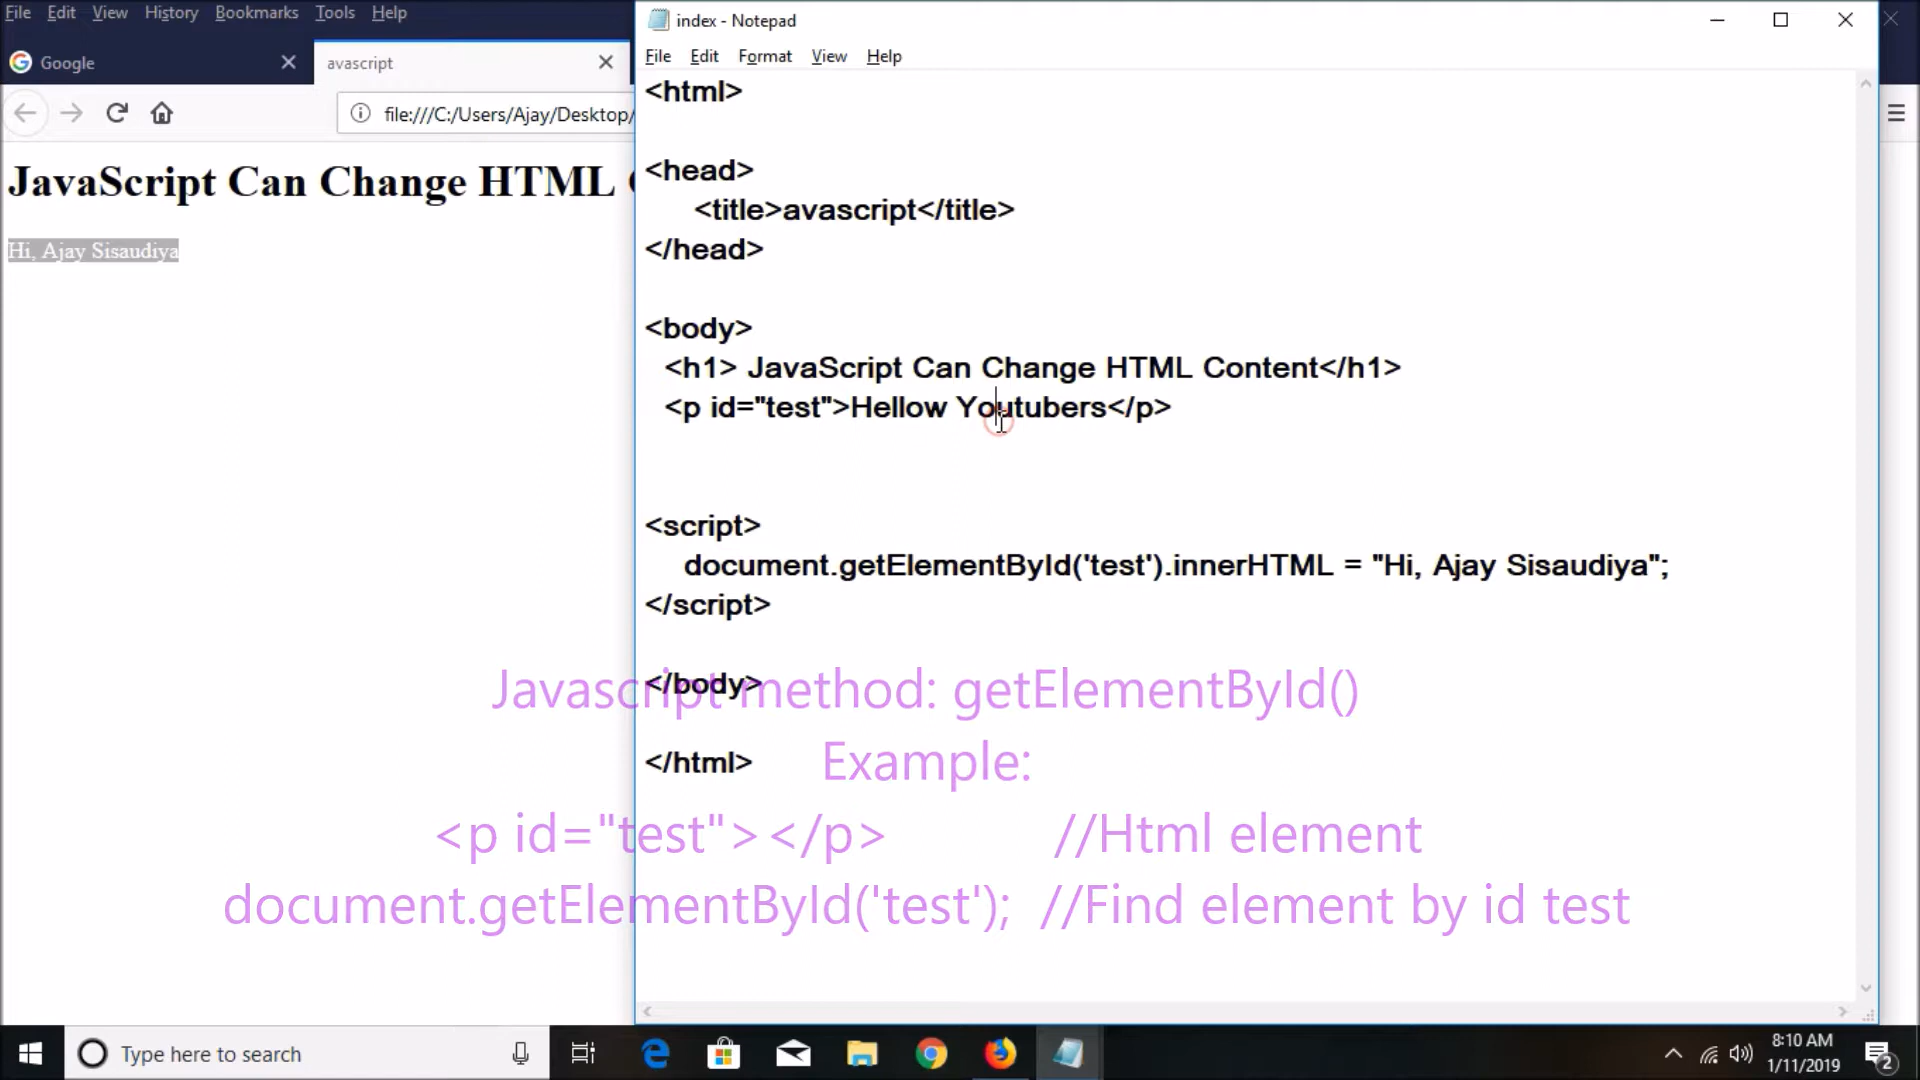 File Edit View History Bookmarks Tools Help
Google
avascript
file:///C:/Users/Ajay/Desktop/
JavaScript Can Change HTML
Hi, Ajay Sisaudiya
index - Notepad
File Edit Format View Help
<html>
<head>
<title>avascript</title>
</head>
<body>
<h1> JavaScript Can Change HTML Content</h1>
<p id="test">Hellow Youtubers</p>
<script>
document.getElementById('test').innerHTML = "Hi, Ajay Sisaudiya";
</script>
</body>
</html>
Javascript method: getElementById()
Example:
<p id="test"></p> //Html element
document.getElementById('test'); //Find element by id test
Type here to search
8:10 AM
1/11/2019
2